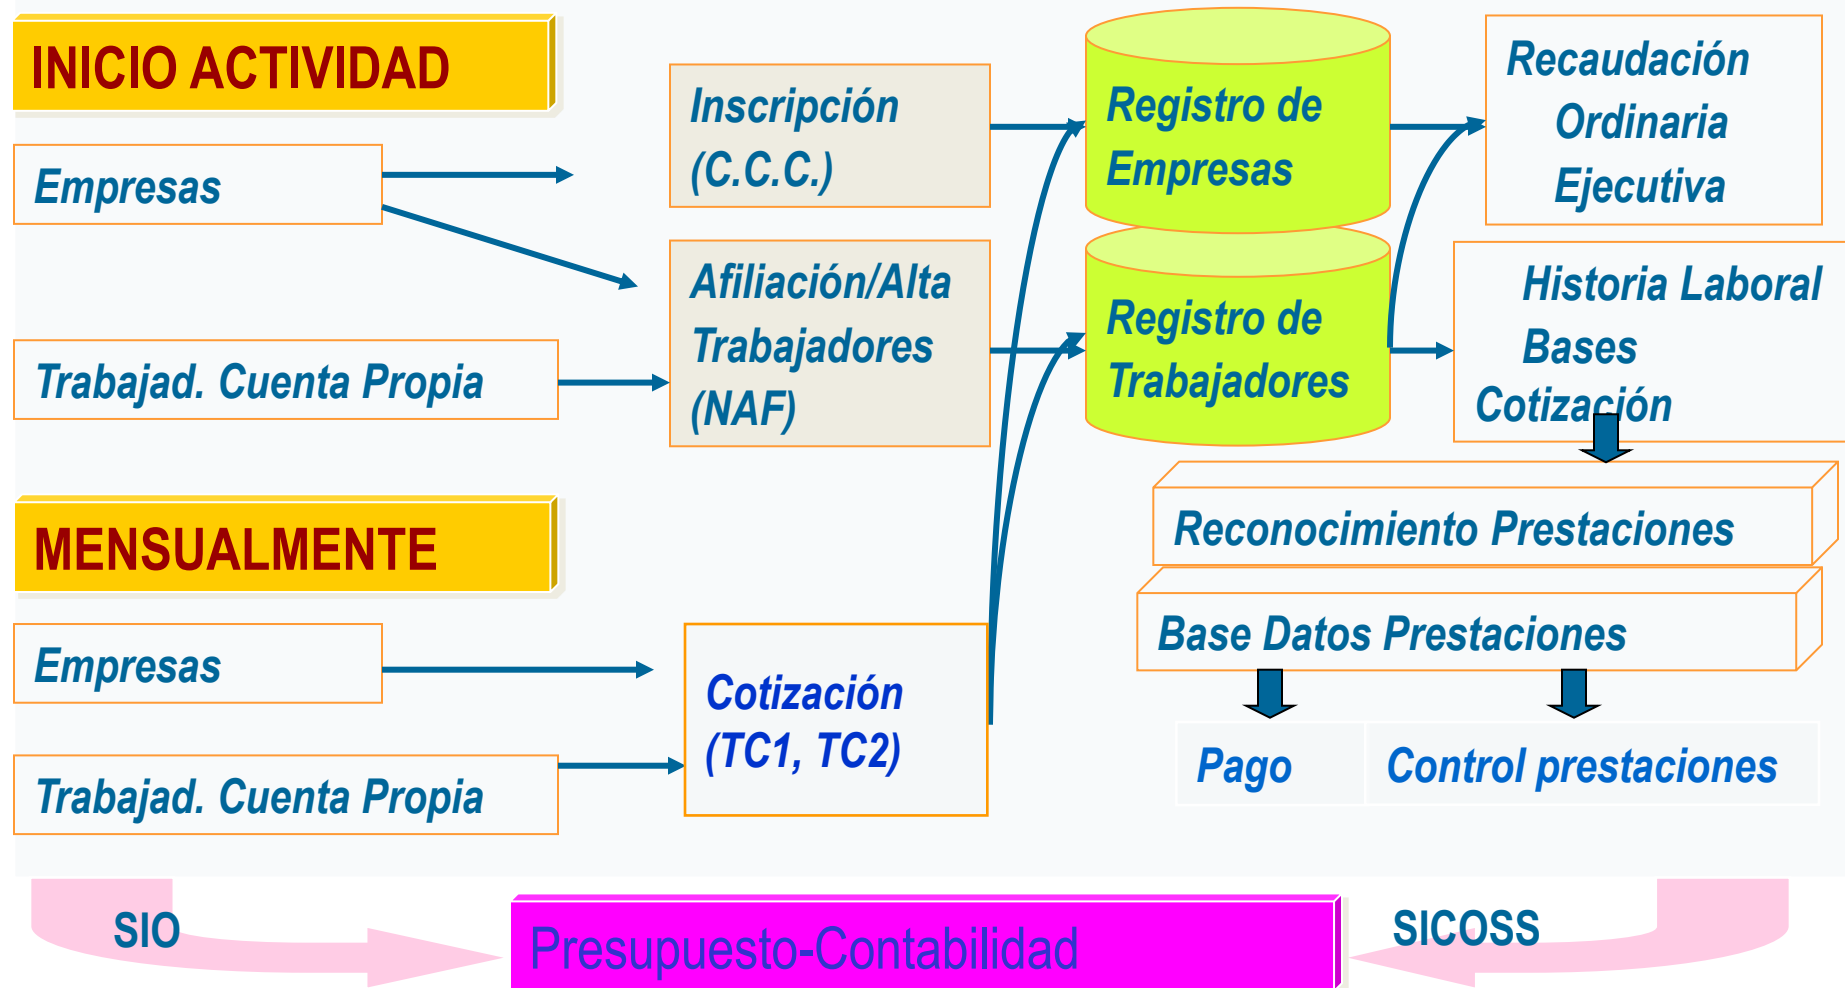 INICIO ACTIVIDAD
Empresas
Trabajad. Cuenta Propia
Inscripción
(C.C.C.)
Afiliación/Alta
Trabajadores
(NAF)
Registro de
Empresas
Registro de
Trabajadores
Recaudación
Ordinaria
Ejecutiva
Historia Laboral
Bases
Cotización
Reconocimiento Prestaciones
Base Datos Prestaciones
Pago
Control prestaciones
MENSUALMENTE
Empresas
Trabajad. Cuenta Propia
Cotización
(TC1, TC2)
SIO
Presupuesto-Contabilidad
SICOSS